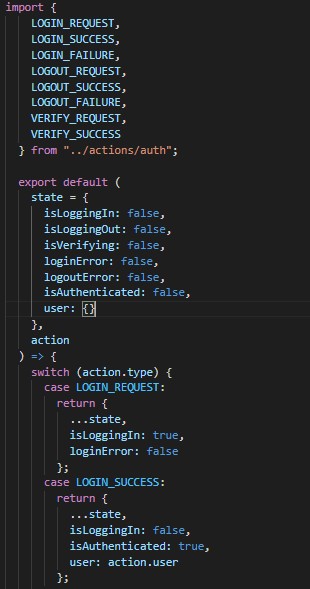 import {
LOGIN_REQUEST,
LOGIN_SUCCESS,
LOGIN_FAILURE,
LOGOUT_REQUEST,
LOGOUT_SUCCESS,
LOGOUT_FAILURE,
VERIFY_REQUEST,
VERIFY_SUCCESS
} from "../actions/auth";
export default (
state = {
isLoggingIn: false,
isLoggingOut: false,
isVerifying: false,
loginError: false,
logoutError: false,
isAuthenticated: false,
user: {}
},
action
) => {
switch (action.type) {
case LOGIN_REQUEST:
return {
...state,
isLoggingIn: true,
loginError: false
};
case LOGIN_SUCCESS:
return {
...state,
isLoggingIn: false,
isAuthenticated: true,
user: action.user
};